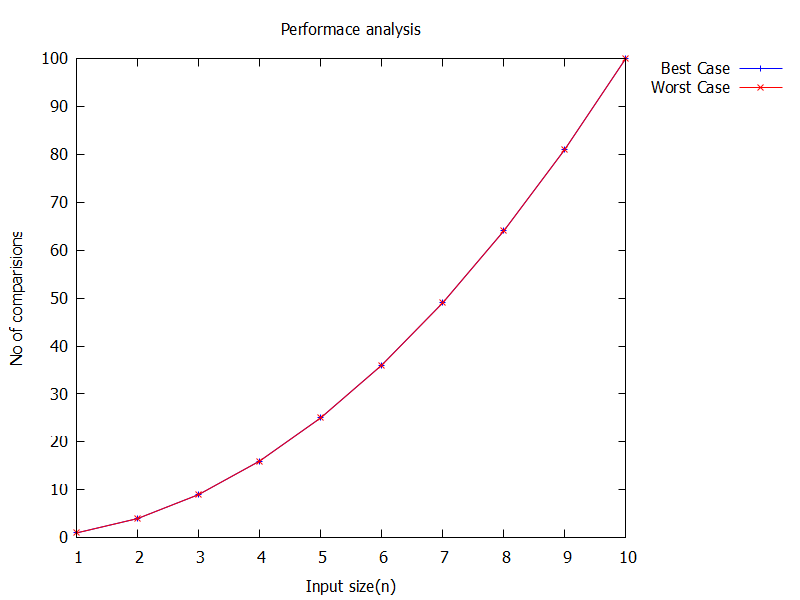 Performace analysis
Best Case
Worst Case
100
90
80
70
60
50
40
30
20
10
0
No of comparisions
1 2 3 4 5 6 7 8 9 10
Input size(n)